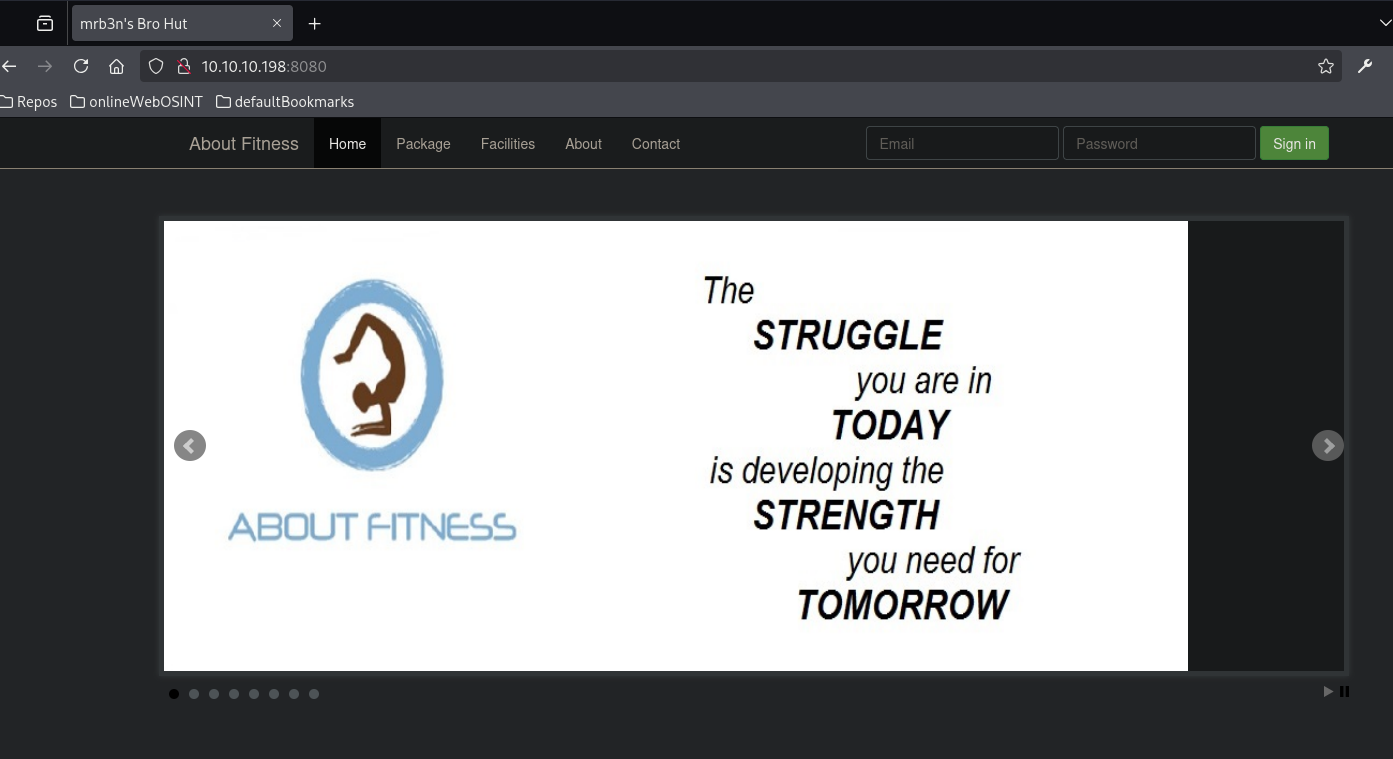 mrb3n's Bro Hut
10.10.10.198:8080
Repos onlineWebOSINT defaultBookmarks
About Fitness Home Package Facilities About Contact Email Password Sign in
The
STRUGGLE
you are in
TODAY
is developing the
STRENGTH
you need for
TOMORROW
ABOUT FITNESS